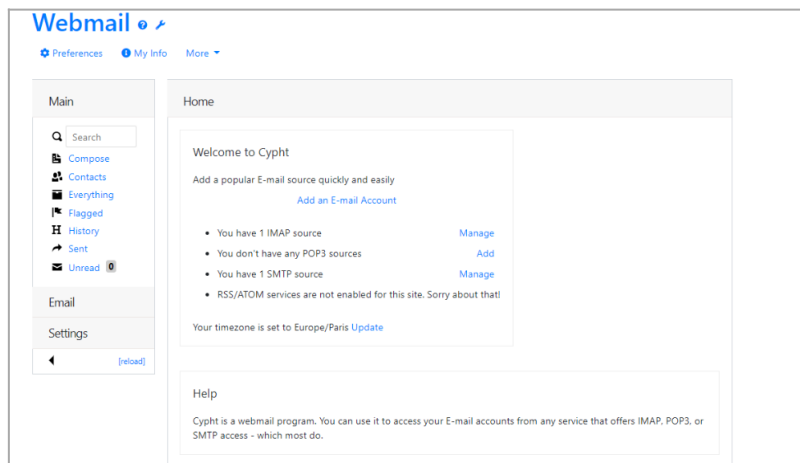 Webmail
Preferences My Info More
Main
Search
Compose
Contacts
Everything
Flagged
History
Sent
Unread 0
Email
Settings
[reload]
Home
Welcome to Cypht
Add a popular E-mail source quickly and easily
Add an E-mail Account
You have 1 IMAP source Manage
You don't have any POP3 sources Add
You have 1 SMTP source Manage
RSS/ATOM services are not enabled for this site. Sorry about that!
Your timezone is set to Europe/Paris Update
Help
Cypht is a webmail program. You can use it to access your E-mail accounts from any service that offers IMAP, POP3, or
SMTP access - which most do.